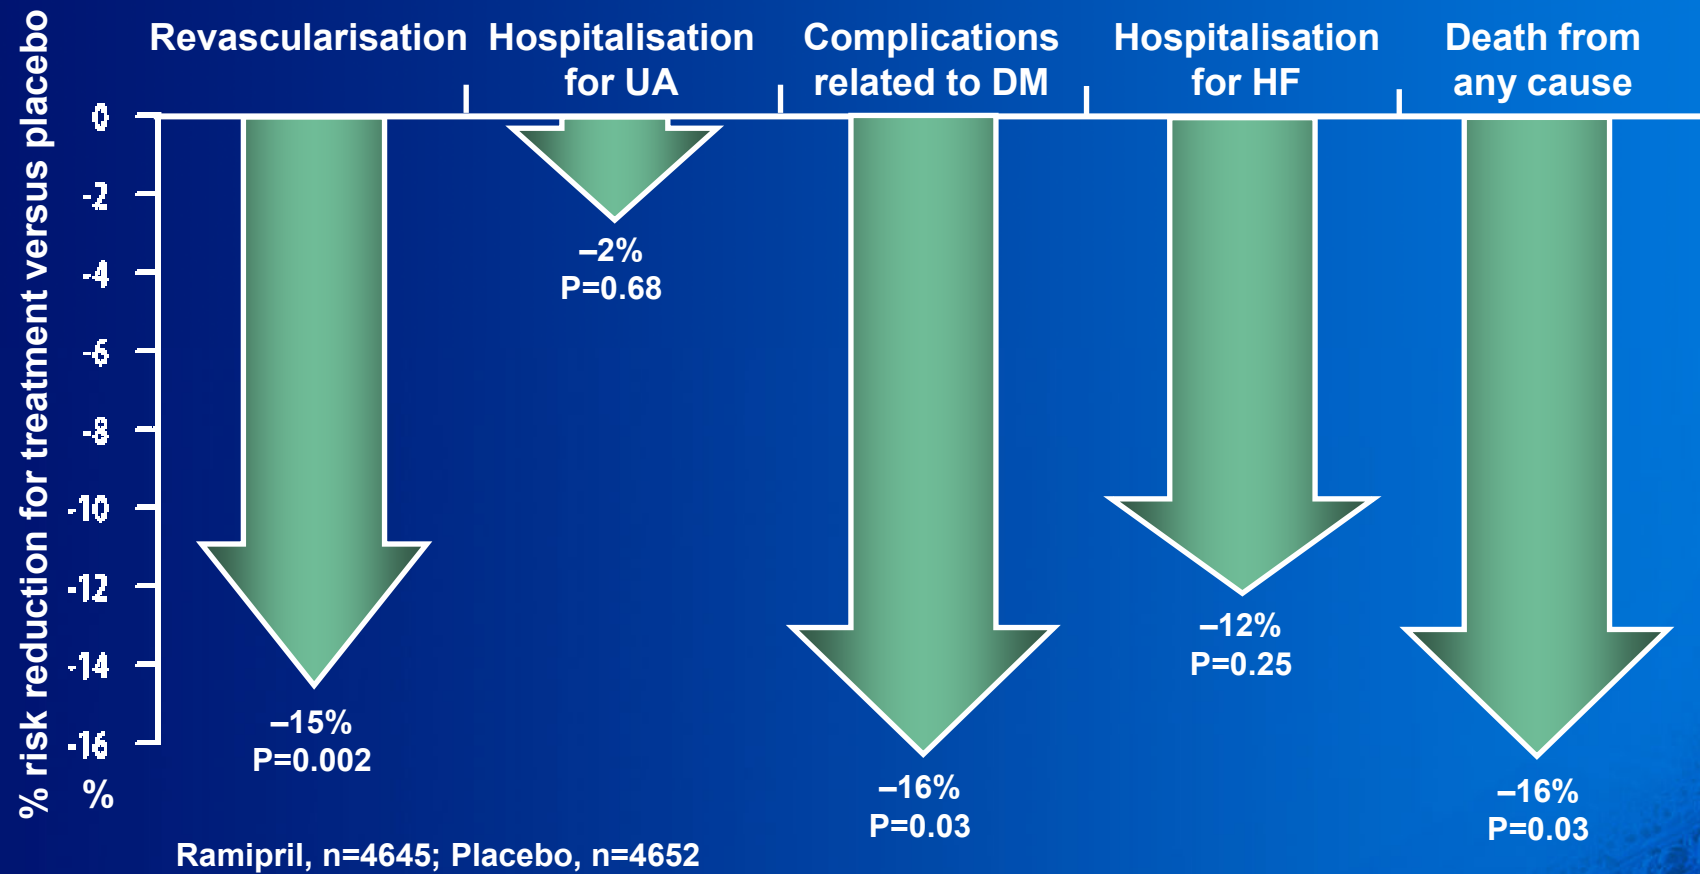 % risk reduction for treatment versus placebo
Revascularisation
Hospitalisation
for UA
Complications
related to DM
Hospitalisation
for HF
Death from
any cause
0
-2
-4
-6
-8
-10
-12
-14
-16
%
–15%
P=0.002
–2%
P=0.68
–16%
P=0.03
–12%
P=0.25
–16%
P=0.03
Ramipril, n=4645; Placebo, n=4652